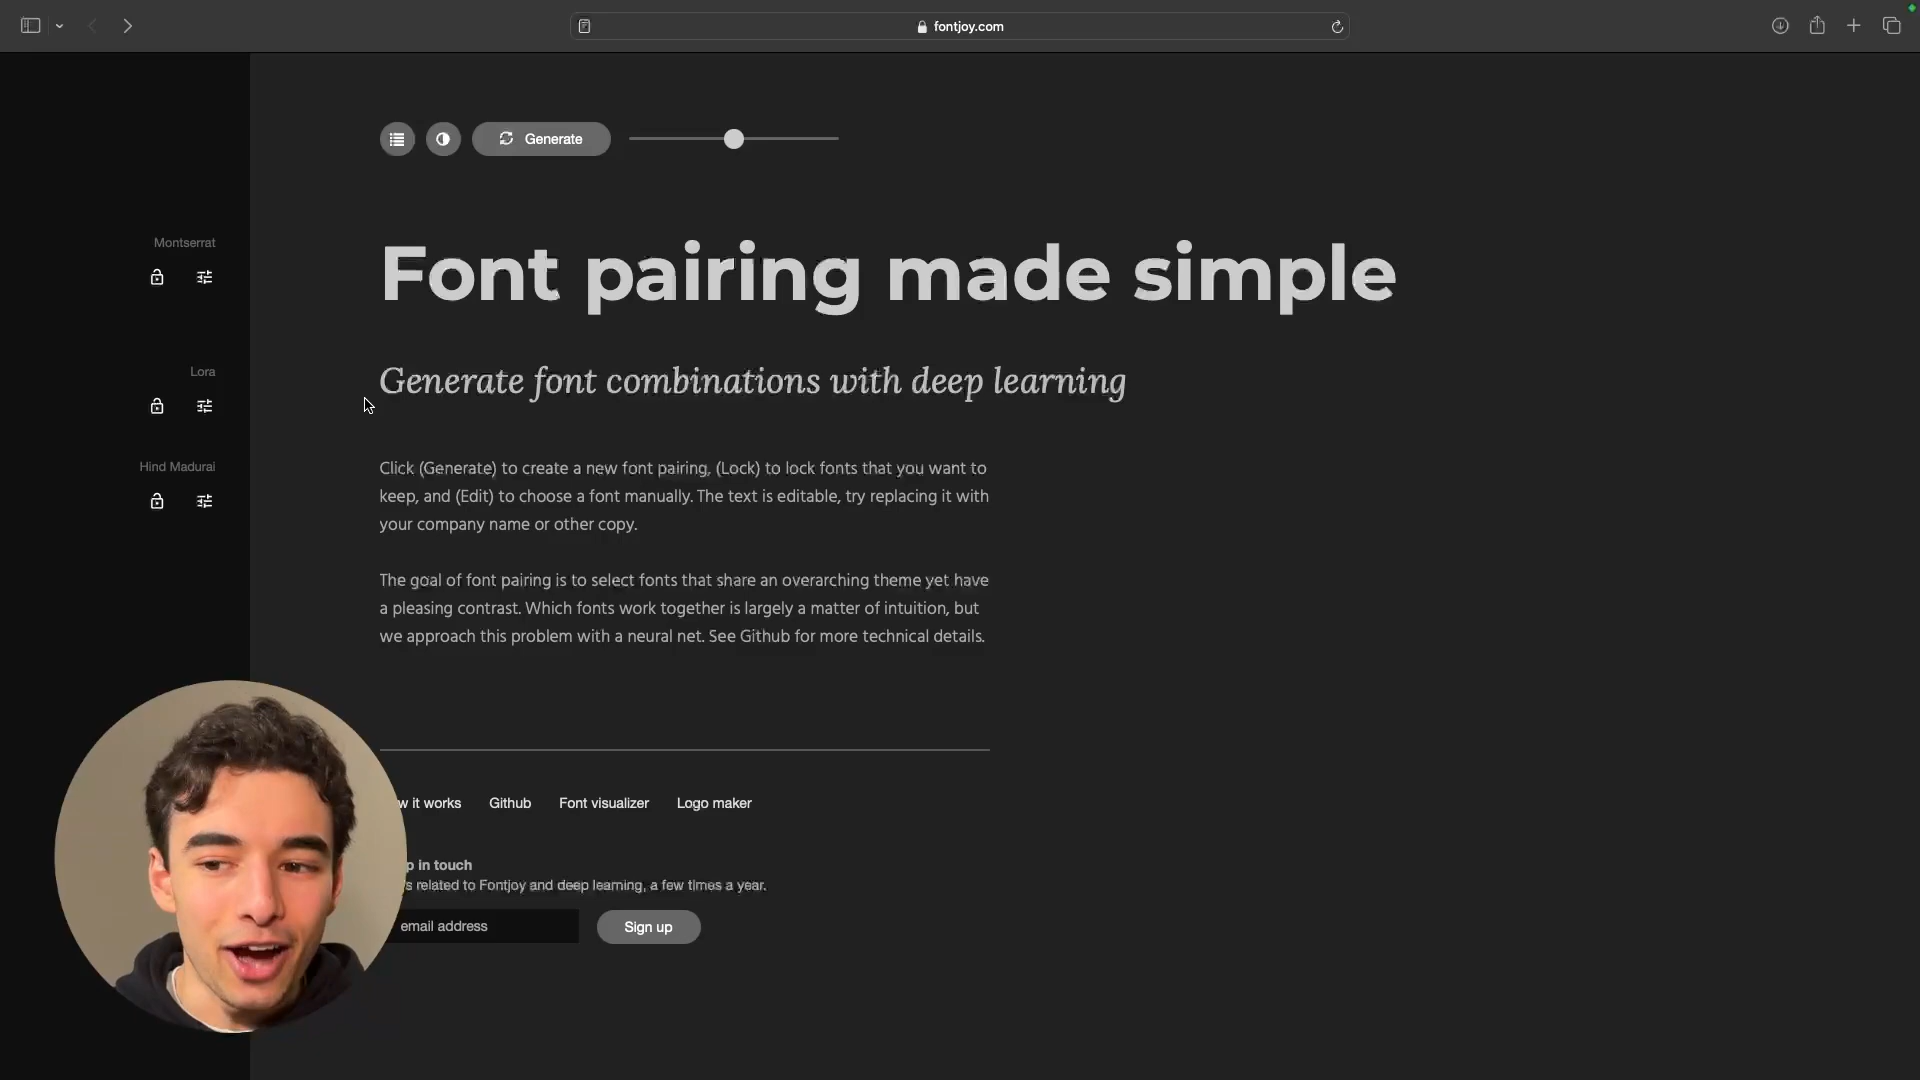 fontjoy.com
Generate
Montserrat
Font pairing made simple
Lora
Generate font combinations with deep learning
Hind Madurai
Click (Generate) to create a new font pairing, (Lock) to lock fonts that you want to
keep, and (Edit) to choose a font manually. The text is editable, try replacing it with
your company name or other copy.
The goal of font pairing is to select fonts that share an overarching theme yet have
a pleasing contrast. Which fonts work together is largely a matter of intuition, but
we approach this problem with a neural net. See Github for more technical details.
w it works Github Font visualizer Logo maker
p in touch
s related to Fontjoy and deep learning, a few times a year.
email address Sign up